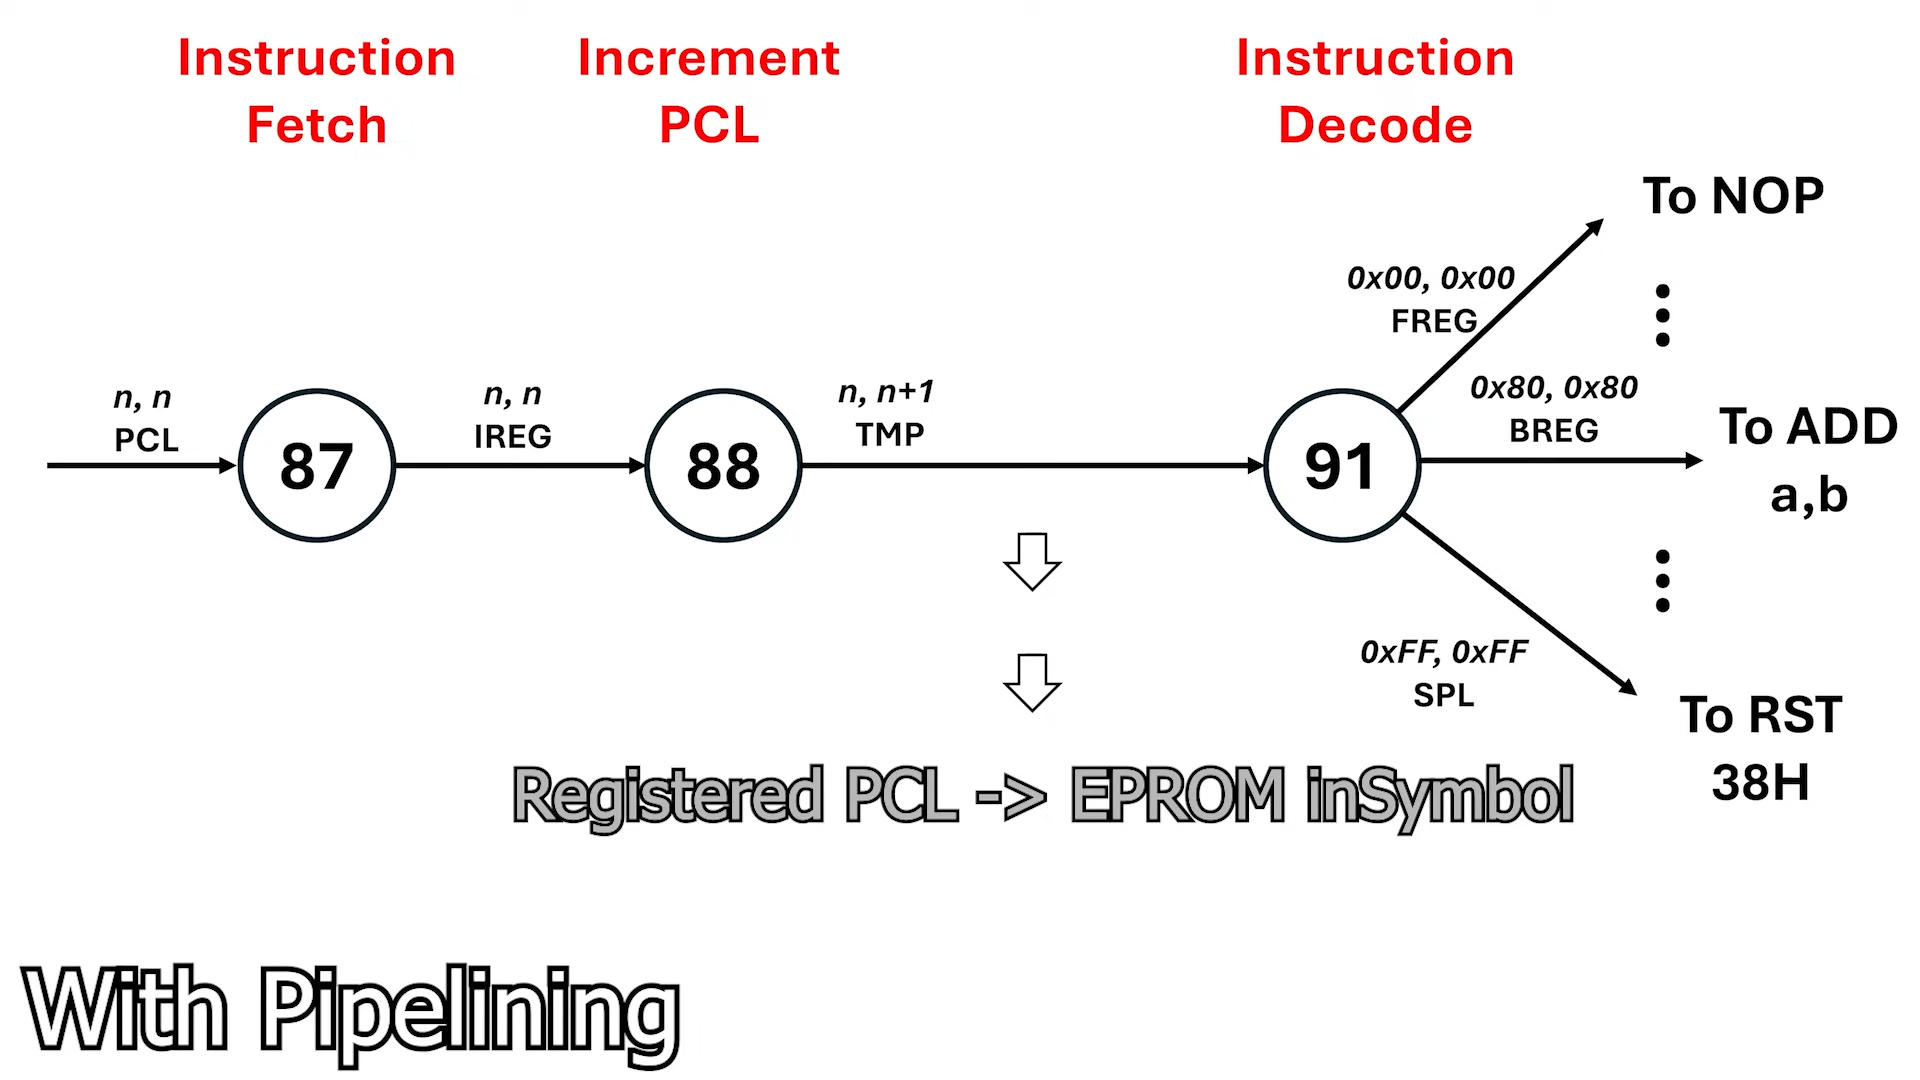 Instruction
Fetch
Increment
PCL
Instruction
Decode
To NOP
0x00, 0x00
FREG
n, n
PCL
87
n, n
IREG
88
n, n+1
TMP
91
0x80, 0x80
BREG
To ADD
a,b
0xFF, 0xFF
SPL
To RST
38H
Registered PCL -> EPROM inSymbol
With Pipelining